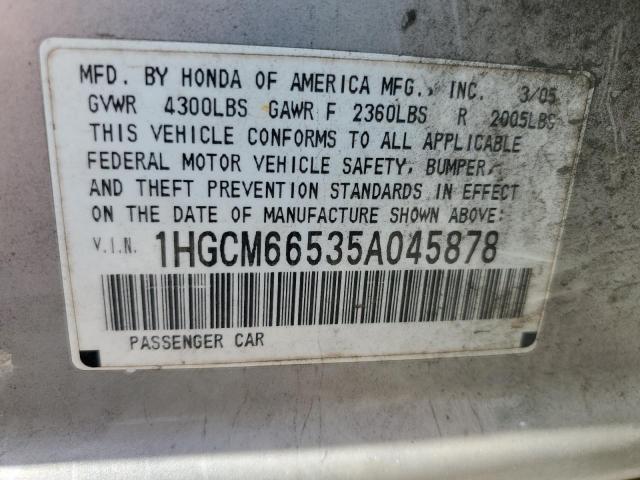 MFD. BY HONDA OF AMERICA MFG., INC. 3/05
GVWR 4300LBS GAWR F 2360LBS R 2005LBS
THIS VEHICLE CONFORMS TO ALL APPLICABLE
FEDERAL MOTOR VEHICLE SAFETY, BUMPER,
AND THEFT PREVENTION STANDARDS IN EFFECT
ON THE DATE OF MANUFACTURE SHOWN ABOVE:
V.I.N. 1HGCM66535A045878
PASSENGER CAR